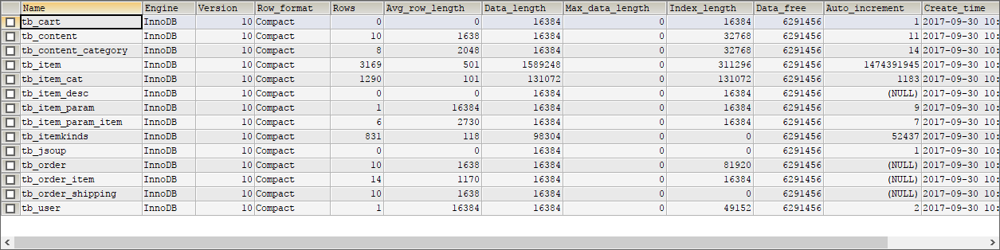 Name Engine Version Row_format Rows Avg_row_length Data_length Max_data_length Index_length Data_free Auto_increment Create_time
tb_cart InnoDB 10 Compact 0 0 16384 0 16384 6291456 1 2017-09-30 10:
tb_content InnoDB 10 Compact 10 1638 16384 0 32768 6291456 11 2017-09-30 10:
tb_content_category InnoDB 10 Compact 8 2048 16384 0 32768 6291456 14 2017-09-30 10:
tb_item InnoDB 10 Compact 3169 501 1589248 0 311296 6291456 1474391945 2017-09-30 10:
tb_item_cat InnoDB 10 Compact 1290 101 131072 0 131072 6291456 1183 2017-09-30 10:
tb_item_desc InnoDB 10 Compact 0 0 16384 0 16384 6291456 (NULL) 2017-09-30 10:
tb_item_param InnoDB 10 Compact 1 16384 16384 0 16384 6291456 9 2017-09-30 10:
tb_item_param_item InnoDB 10 Compact 6 2730 16384 0 16384 6291456 7 2017-09-30 10:
tb_itemkinds InnoDB 10 Compact 831 118 98304 0 0 6291456 52437 2017-09-30 10:
tb_jsoup InnoDB 10 Compact 0 0 16384 0 0 6291456 1 2017-09-30 10:
tb_order InnoDB 10 Compact 10 1638 16384 0 81920 6291456 (NULL) 2017-09-30 10:
tb_order_item InnoDB 10 Compact 14 1170 16384 0 16384 6291456 (NULL) 2017-09-30 10:
tb_order_shipping InnoDB 10 Compact 10 1638 16384 0 0 6291456 (NULL) 2017-09-30 10:
tb_user InnoDB 10 Compact 1 16384 16384 0 49152 6291456 2 2017-09-30 10: